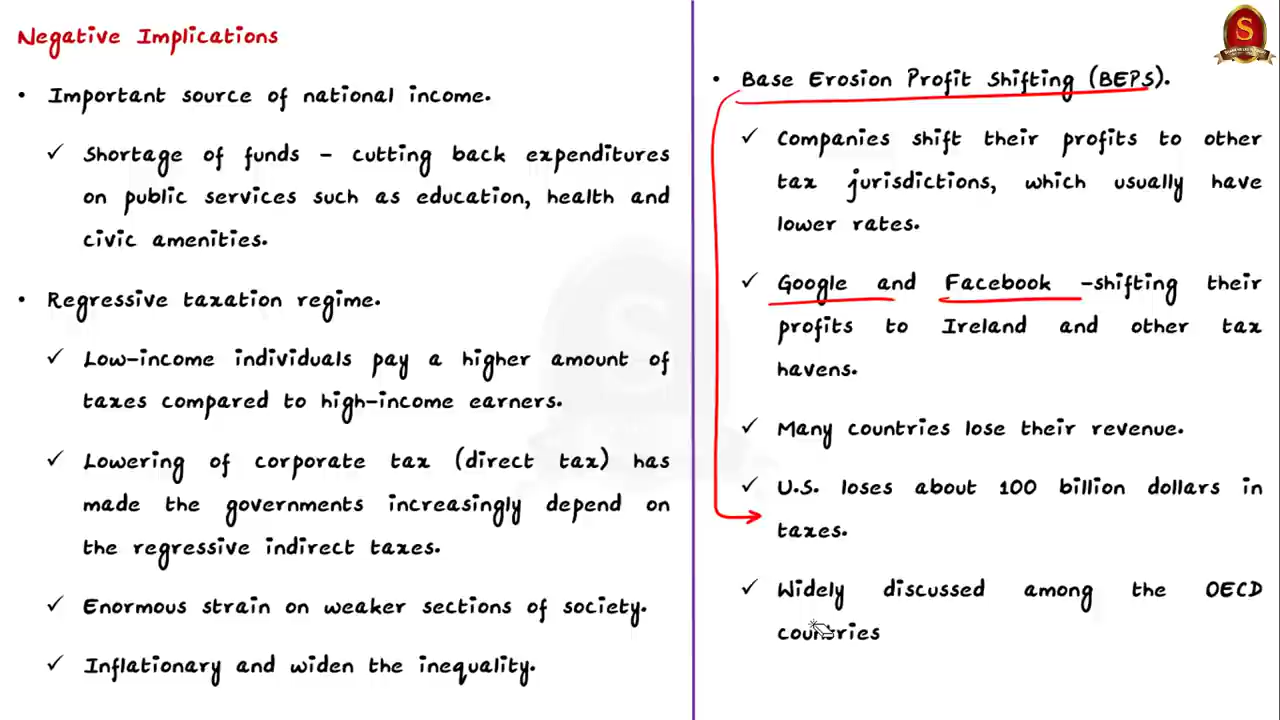 Negative Implications
• Important source of national income.
✓ Shortage of funds – cutting back expenditures
on public services such as education, health and
civic amenities.
• Regressive taxation regime.
✓ Low-income individuals pay a higher amount of
taxes compared to high-income earners.
✓ Lowering of corporate tax (direct tax) has
made the governments increasingly depend on
the regressive indirect taxes.
✓ Enormous strain on weaker sections of society.
✓ Inflationary and widen the inequality.
• Base Erosion Profit Shifting (BEPS).
✓ Companies shift their profits to other
tax jurisdictions, which usually have
lower rates.
✓ Google and Facebook -shifting their
profits to Ireland and other tax
havens.
✓ Many countries lose their revenue.
✓ U.S. loses about 100 billion dollars in
taxes.
✓ Widely discussed among the OECD
countries
S